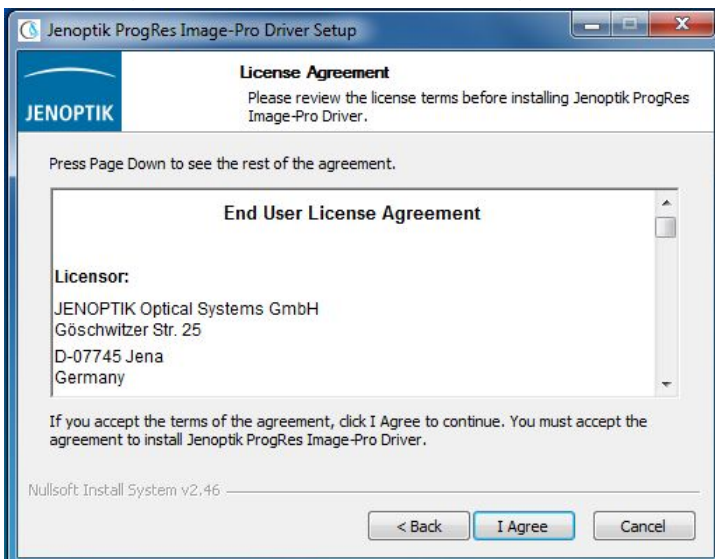 Jenoptik ProgRes Image-Pro Driver Setup
JENOPTIK
License Agreement
Please review the license terms before installing Jenoptik ProgRes
Image-Pro Driver.
Press Page Down to see the rest of the agreement.
End User License Agreement
Licensor:
JENOPTIK Optical Systems GmbH
Göschwitzer Str. 25
D-07745 Jena
Germany
If you accept the terms of the agreement, click I Agree to continue. You must accept the
agreement to install Jenoptik ProgRes Image-Pro Driver.
Nullsoft Install System v2.46
< Back I Agree Cancel